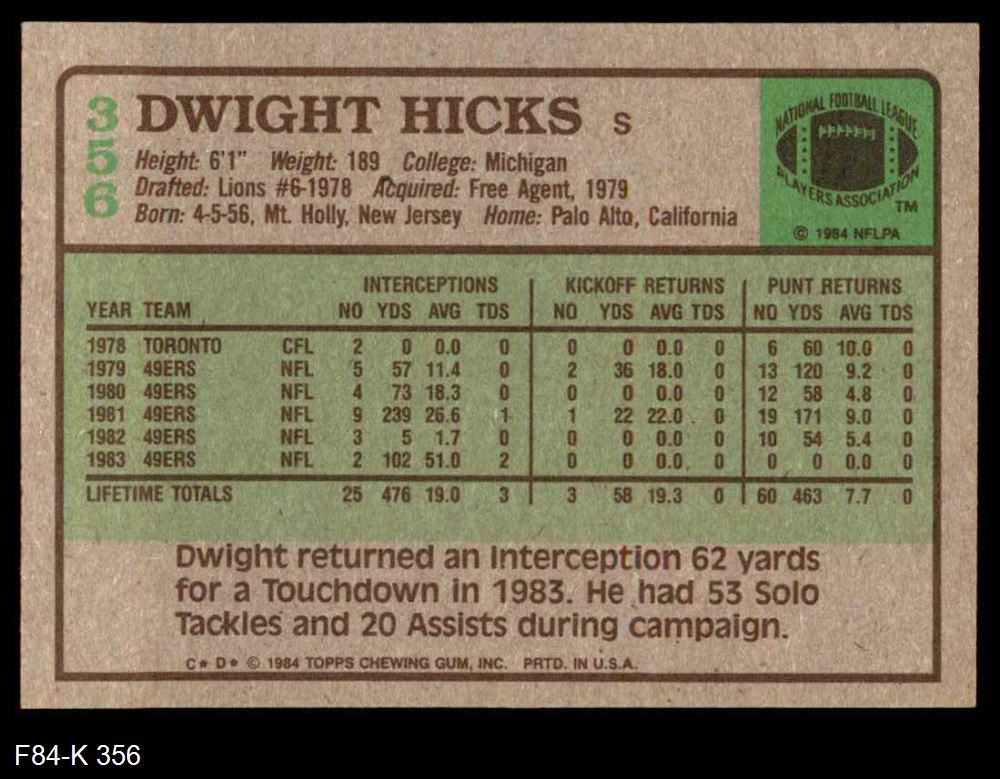 356
DWIGHT HICKS S
Height: 6'1" Weight: 189 College: Michigan
Drafted: Lions #6-1978 Acquired: Free Agent, 1979
Born: 4-5-56, Mt. Holly, New Jersey Home: Palo Alto, California
NATIONAL FOOTBALL LEAGUE
PLAYERS ASSOCIATION
TM
© 1984 NFLPA
INTERCEPTIONS KICKOFF RETURNS PUNT RETURNS
YEAR TEAM NO YDS AVG TDS NO YDS AVG TDS NO YDS AVG TDS
1978 TORONTO CFL 2 0 0.0 0 0 0 0.0 0 6 60 10.0 0
1979 49ERS NFL 5 57 11.4 0 2 36 18.0 0 13 120 9.2 0
1980 49ERS NFL 4 73 18.3 0 0 0 0.0 0 12 58 4.8 0
1981 49ERS NFL 9 239 26.6 1 1 22 22.0 0 19 171 9.0 0
1982 49ERS NFL 3 5 1.7 0 0 0 0.0 0 10 54 5.4 0
1983 49ERS NFL 2 102 51.0 2 0 0 0.0 0 0 0 0.0 0
LIFETIME TOTALS 25 476 19.0 3 3 58 19.3 0 60 463 7.7 0
Dwight returned an Interception 62 yards
for a Touchdown in 1983. He had 53 Solo
Tackles and 20 Assists during campaign.
C* D* © 1984 TOPPS CHEWING GUM, INC. PRTD. IN U.S.A.
F84-K 356